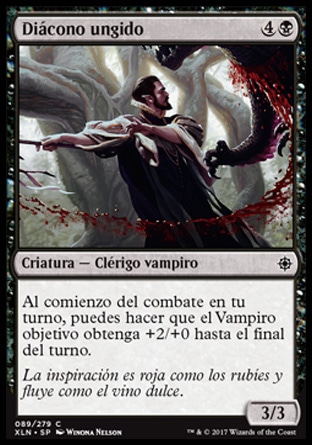 Diácono ungido 4
Criatura — Clérigo vampiro
Al comienzo del combate en tu
turno, puedes hacer que el Vampiro
objetivo obtenga +2/+0 hasta el final
del turno.
La inspiración es roja como los rubíes y
fluye como el vino dulce.
3/3
089/279 C
XLN • SP Winona Nelson
™ & © 2017 Wizards of the Coast